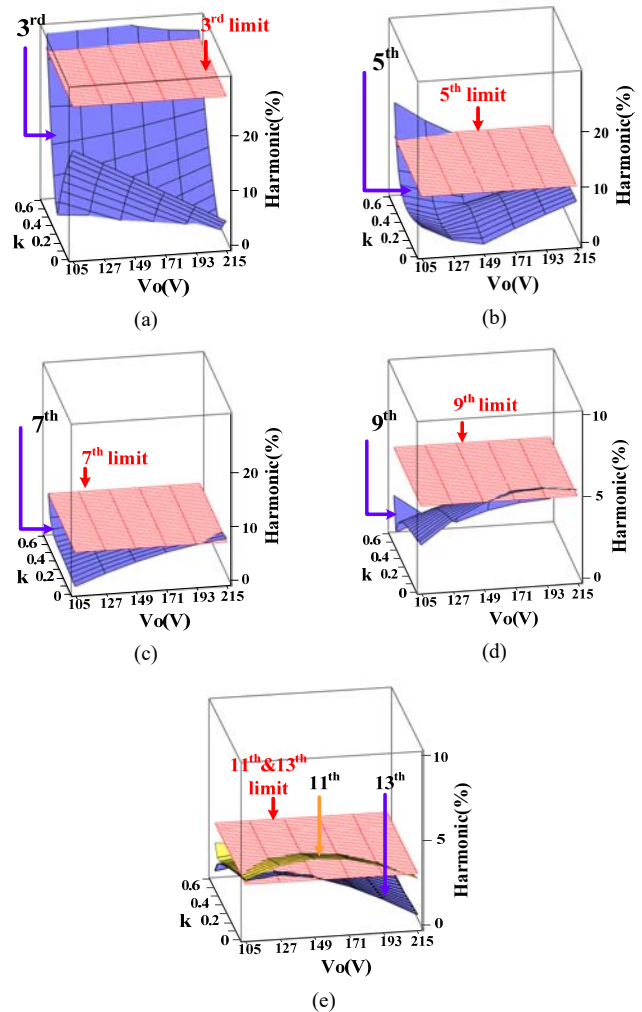 3rd
3rd limit
Harmonic(%)
20
10
0
0.6
0.4
0.2
0
k
105 127 149 171 193 215
Vo(V)
(a)
5th
5th limit
Harmonic(%)
20
10
0
0.6
0.4
0.2
0
k
105 127 149 171 193 215
Vo(V)
(b)
7th
7th limit
Harmonic(%)
20
10
0
0.6
0.4
0.2
0
k
105 127 149 171 193 215
Vo(V)
(c)
9th
9th limit
Harmonic(%)
10
5
0
0.6
0.4
0.2
0
k
105 127 149 171 193 215
Vo(V)
(d)
11th&13th
limit
11th
13th
Harmonic(%)
10
5
0
0.6
0.4
0.2
0
k
105 127 149 171 193 215
Vo(V)
(e)